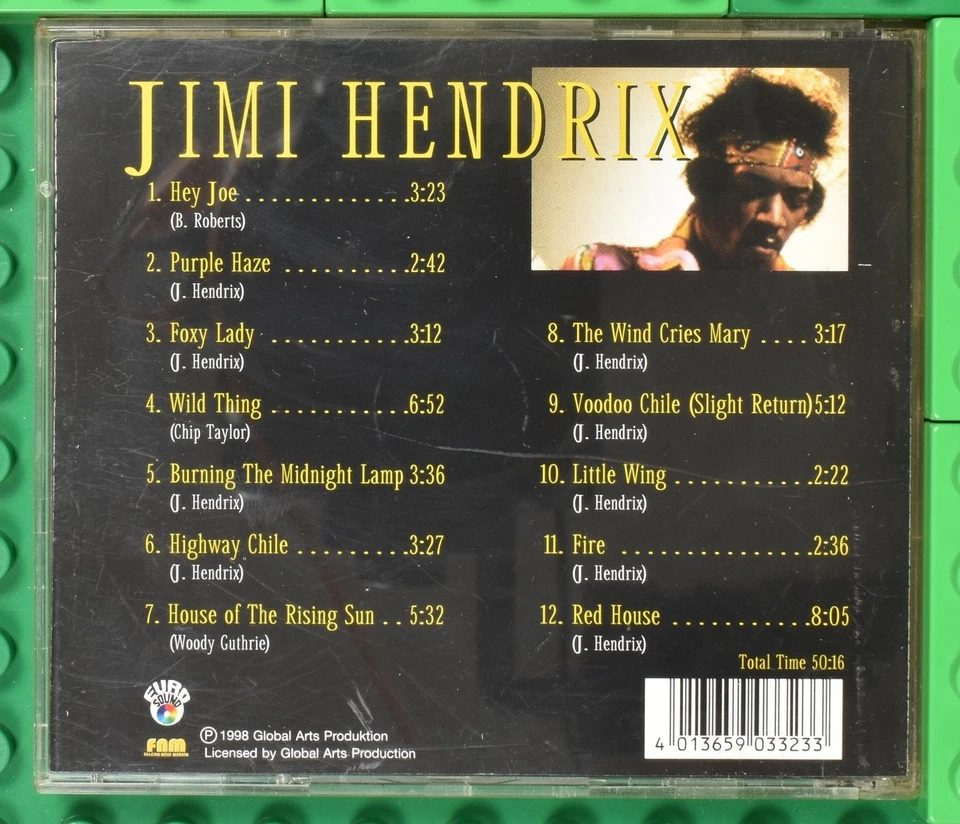 JIMI HENDRIX
1. Hey Joe . . . . . . . . . . . . . .3:23
(B. Roberts)
2. Purple Haze . . . . . . . . . .2:42
(J. Hendrix)
3. Foxy Lady . . . . . . . . . . .3:12
(J. Hendrix)
4. Wild Thing . . . . . . . . . . .6:52
(Chip Taylor)
5. Burning The Midnight Lamp 3:36
(J. Hendrix)
6. Highway Chile . . . . . . . . .3:27
(J. Hendrix)
7. House of The Rising Sun . . 5:32
(Woody Guthrie)
8. The Wind Cries Mary . . . . 3:17
(J. Hendrix)
9. Voodoo Chile (Slight Return)5:12
(J. Hendrix)
10. Little Wing . . . . . . . . . . .2:22
(J. Hendrix)
11. Fire . . . . . . . . . . . . . . .2:36
(J. Hendrix)
12. Red House . . . . . . . . . . .8:05
(J. Hendrix)
Total Time 50:16
EURO
SOUND
FNM
℗ 1998 Global Arts Produktion
Licensed by Global Arts Production
4 013659 033233